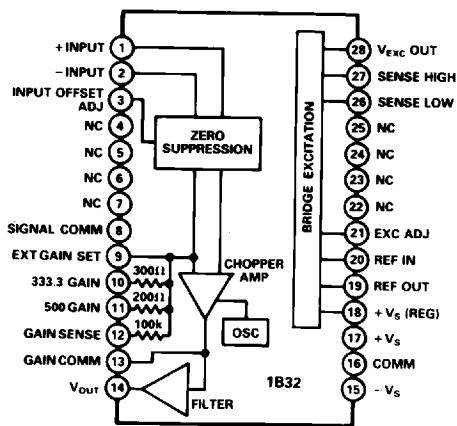 + INPUT 1
− INPUT 2
INPUT OFFSET
ADJ 3
NC 4
NC 5
NC 6
NC 7
SIGNAL COMM 8
EXT GAIN SET 9
333.3 GAIN 10
500 GAIN 11
GAIN SENSE 12
GAIN COMM 13
VOUT 14
ZERO
SUPPRESSION
300Ω
200Ω
100k
CHOPPER
AMP
OSC
FILTER
1B32
BRIDGE EXCITATION
28 VEXC OUT
27 SENSE HIGH
26 SENSE LOW
25 NC
24 NC
23 NC
22 NC
21 EXC ADJ
20 REF IN
19 REF OUT
18 + VS (REG)
17 + VS
16 COMM
15 − VS